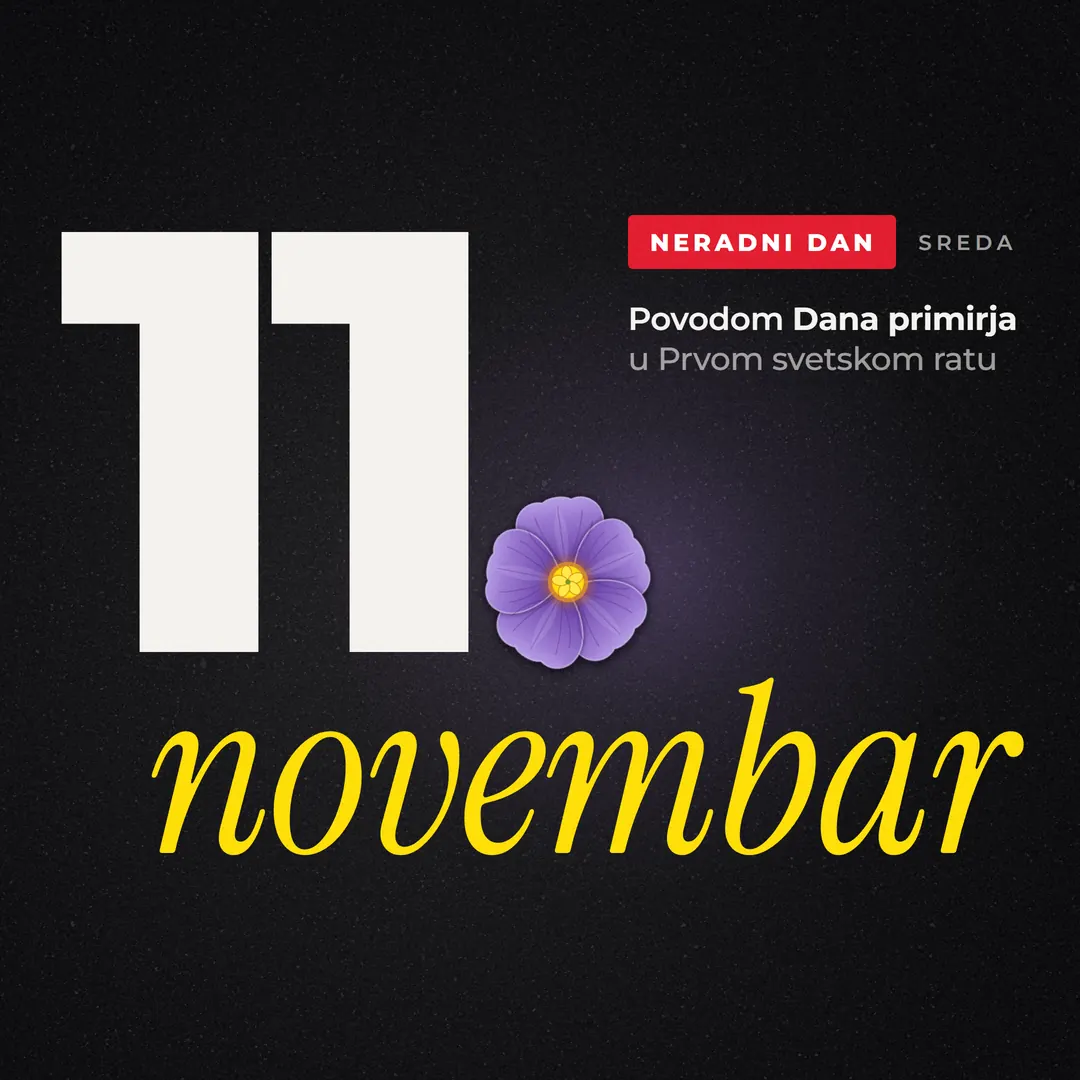 11.
NERADNI DAN SREDA
Povodom Dana primirja
u Prvom svetskom ratu
novembar